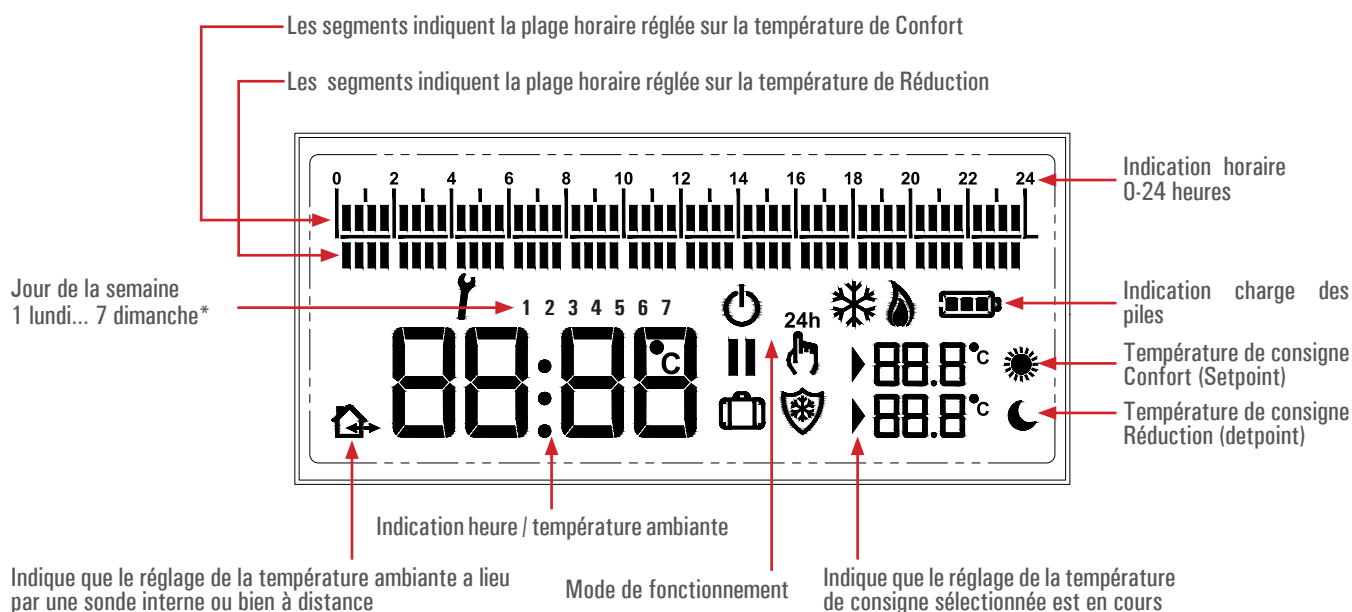 Les segments indiquent la plage horaire réglée sur la température de Confort
Les segments indiquent la plage horaire réglée sur la température de Réduction
0 2 4 6 8 10 12 14 16 18 20 22 24
Indication horaire
0-24 heures
Jour de la semaine
1 lundi... 7 dimanche*
1 2 3 4 5 6 7
24h
Indication charge des
piles
88:88 °C
88.8 °C
Température de consigne
Confort (Setpoint)
88.8 °C
Température de consigne
Réduction (detpoint)
Indication heure / température ambiante
Indique que le réglage de la température ambiante a lieu
par une sonde interne ou bien à distance
Mode de fonctionnement
Indique que le réglage de la température
de consigne sélectionnée est en cours